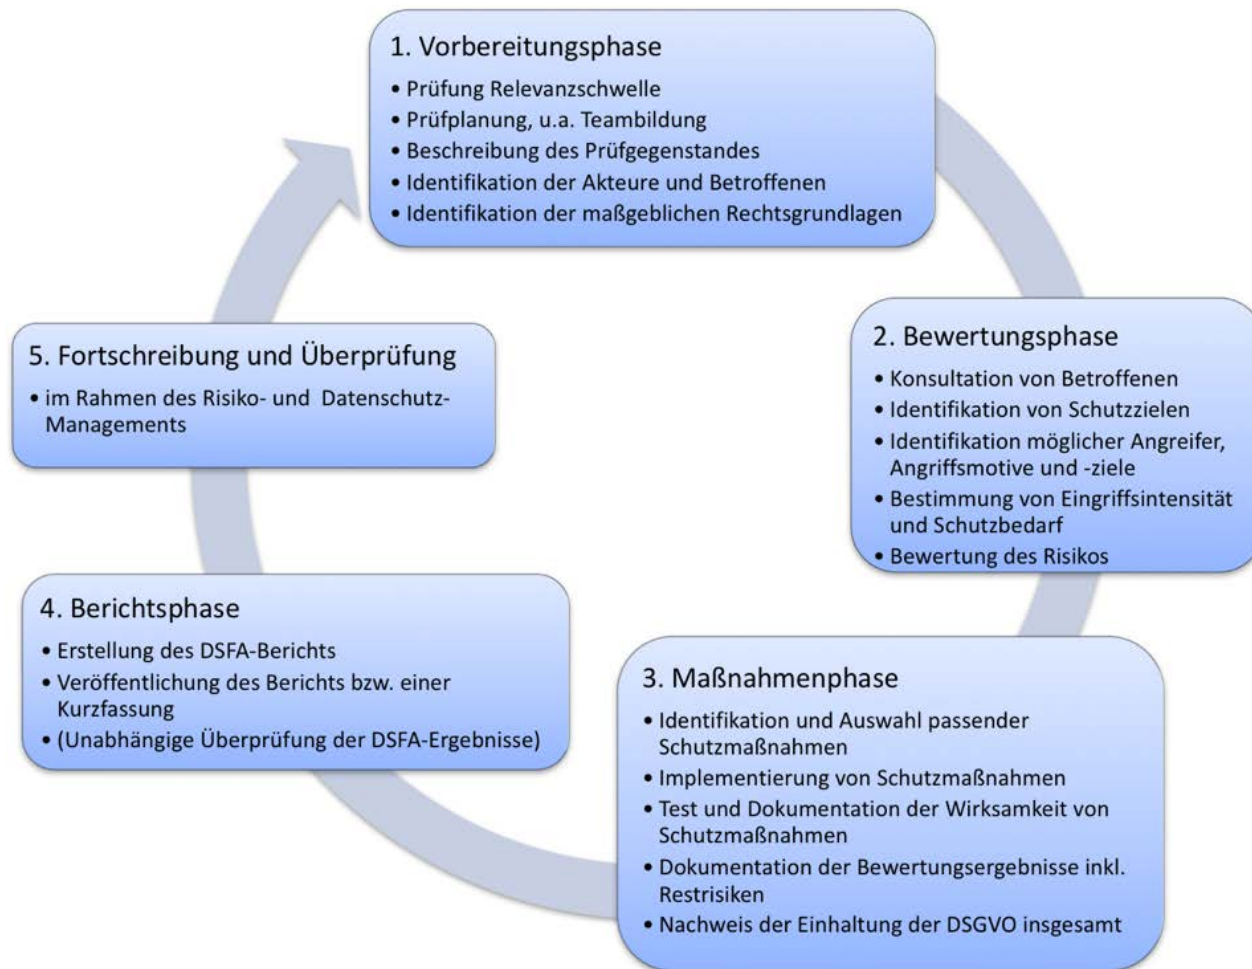 1. Vorbereitungsphase
• Prüfung Relevanzschwelle
• Prüfplanung, u.a. Teambildung
• Beschreibung des Prüfgegenstandes
• Identifikation der Akteure und Betroffenen
• Identifikation der maßgeblichen Rechtsgrundlagen
2. Bewertungsphase
• Konsultation von Betroffenen
• Identifikation von Schutzzielen
• Identifikation möglicher Angreifer,
Angriffsmotive und -ziele
• Bestimmung von Eingriffsintensität
und Schutzbedarf
• Bewertung des Risikos
3. Maßnahmenphase
• Identifikation und Auswahl passender
Schutzmaßnahmen
• Implementierung von Schutzmaßnahmen
• Test und Dokumentation der Wirksamkeit von
Schutzmaßnahmen
• Dokumentation der Bewertungsergebnisse inkl.
Restrisiken
• Nachweis der Einhaltung der DSGVO insgesamt
4. Berichtsphase
• Erstellung des DSFA-Berichts
• Veröffentlichung des Berichts bzw. einer
Kurzfassung
• (Unabhängige Überprüfung der DSFA-Ergebnisse)
5. Fortschreibung und Überprüfung
• im Rahmen des Risiko- und Datenschutz-
Managements